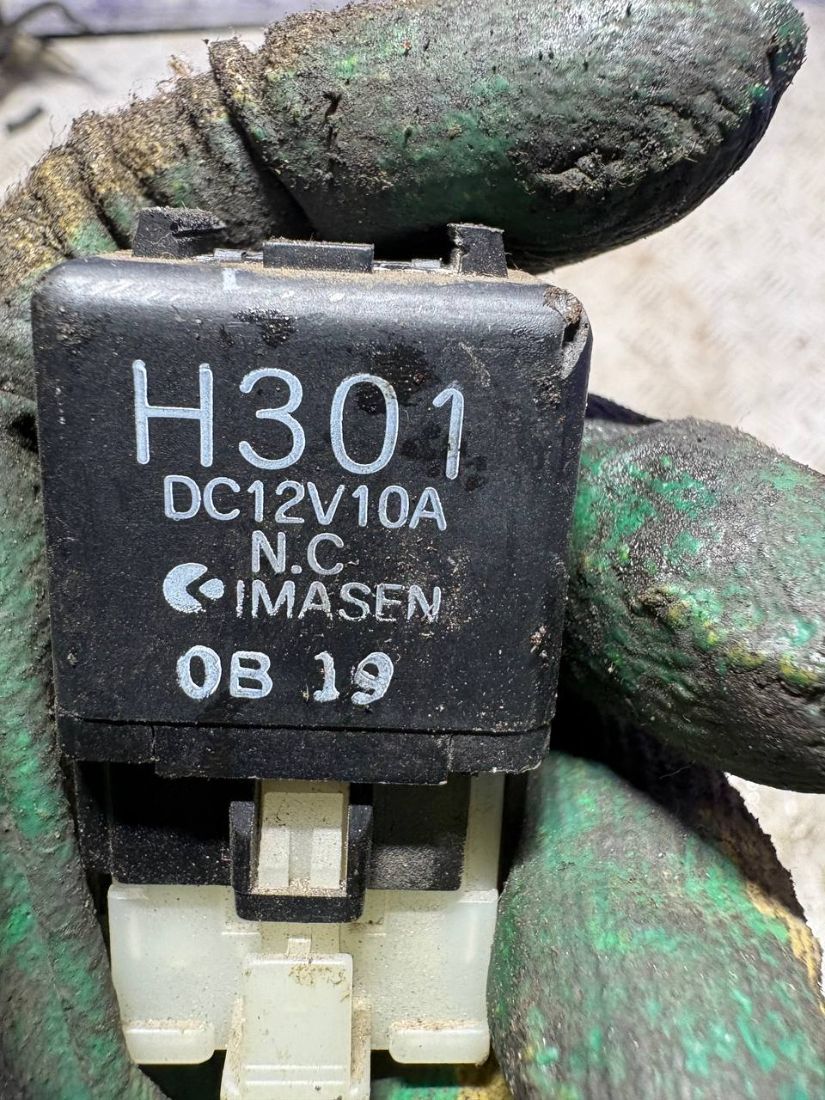 H301
DC12V10A
N.C
IMASEN
0B 19